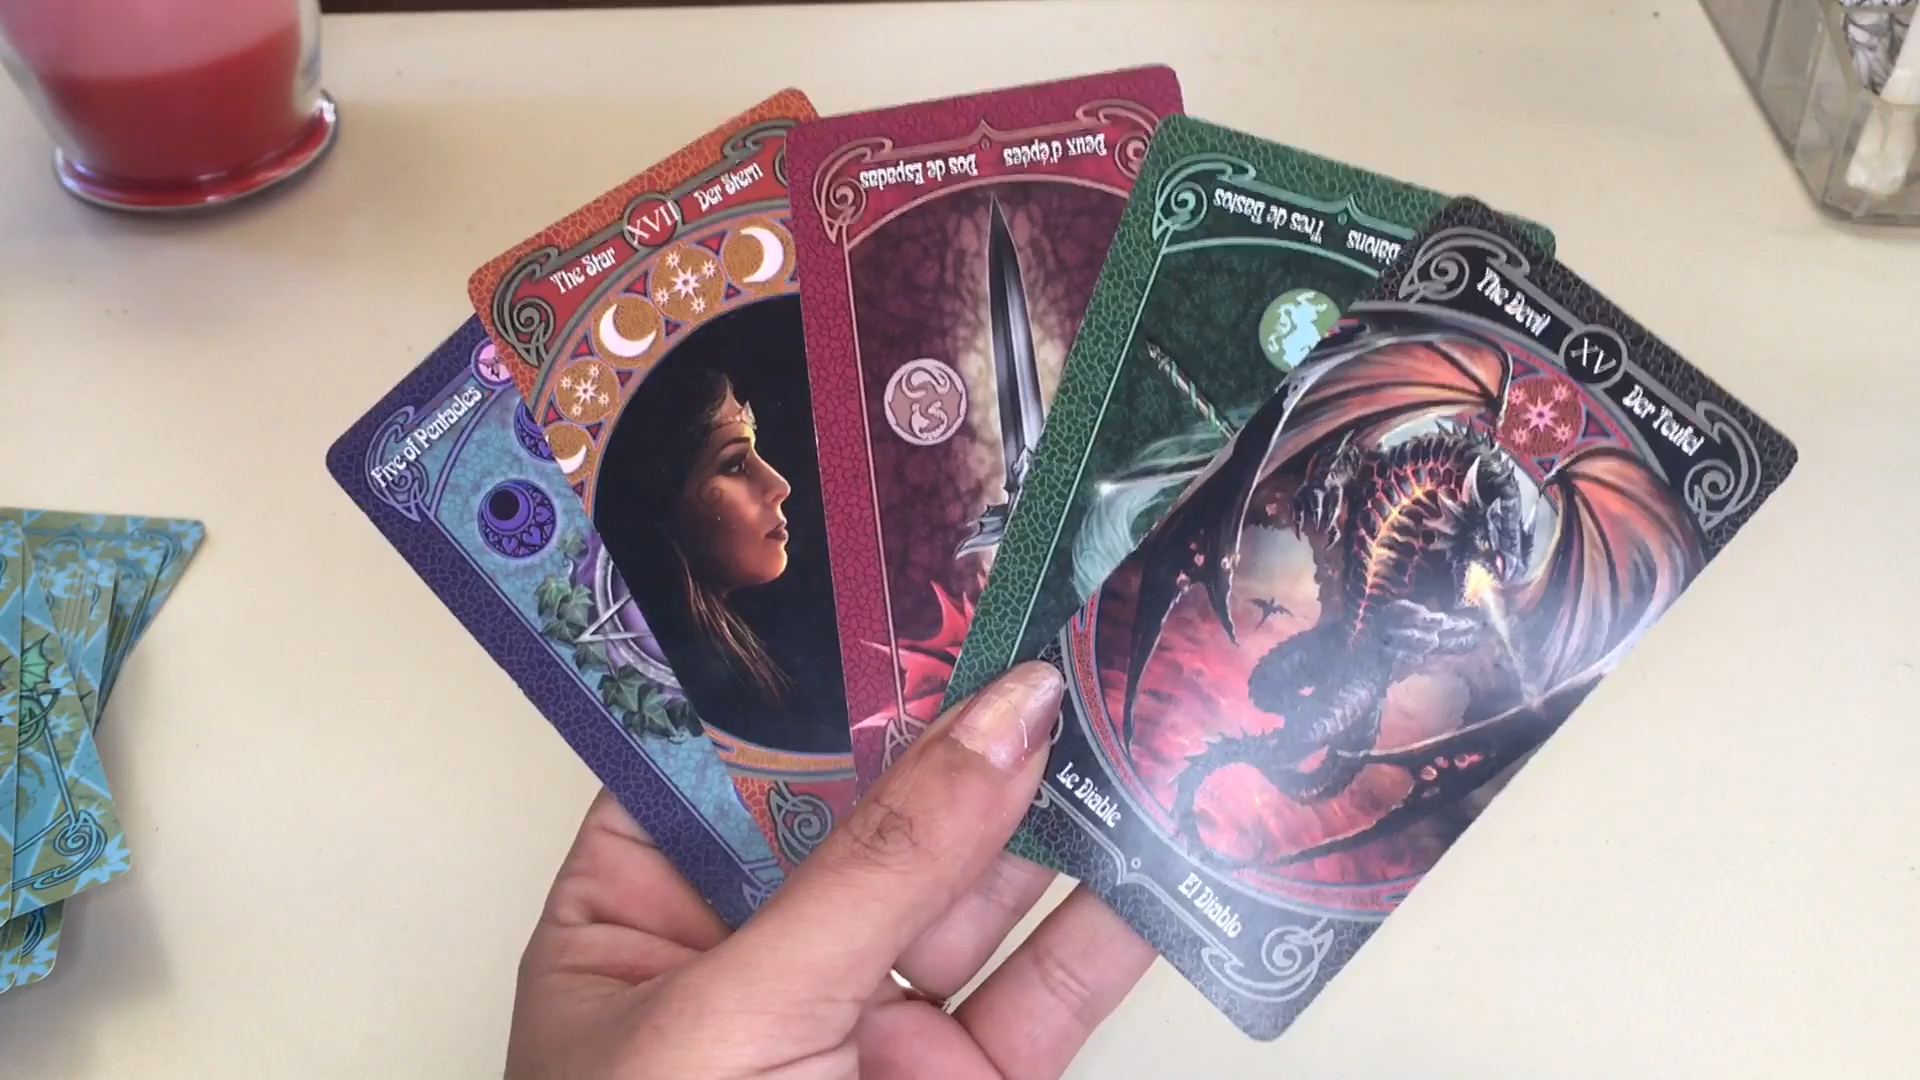 Five of Pentacles
The Star XVII Der Stern
Dos de Espadas Deux d'épées
Tres de Bastos Bâtons
The Devil XV Der Teufel
Le Diable El Diablo